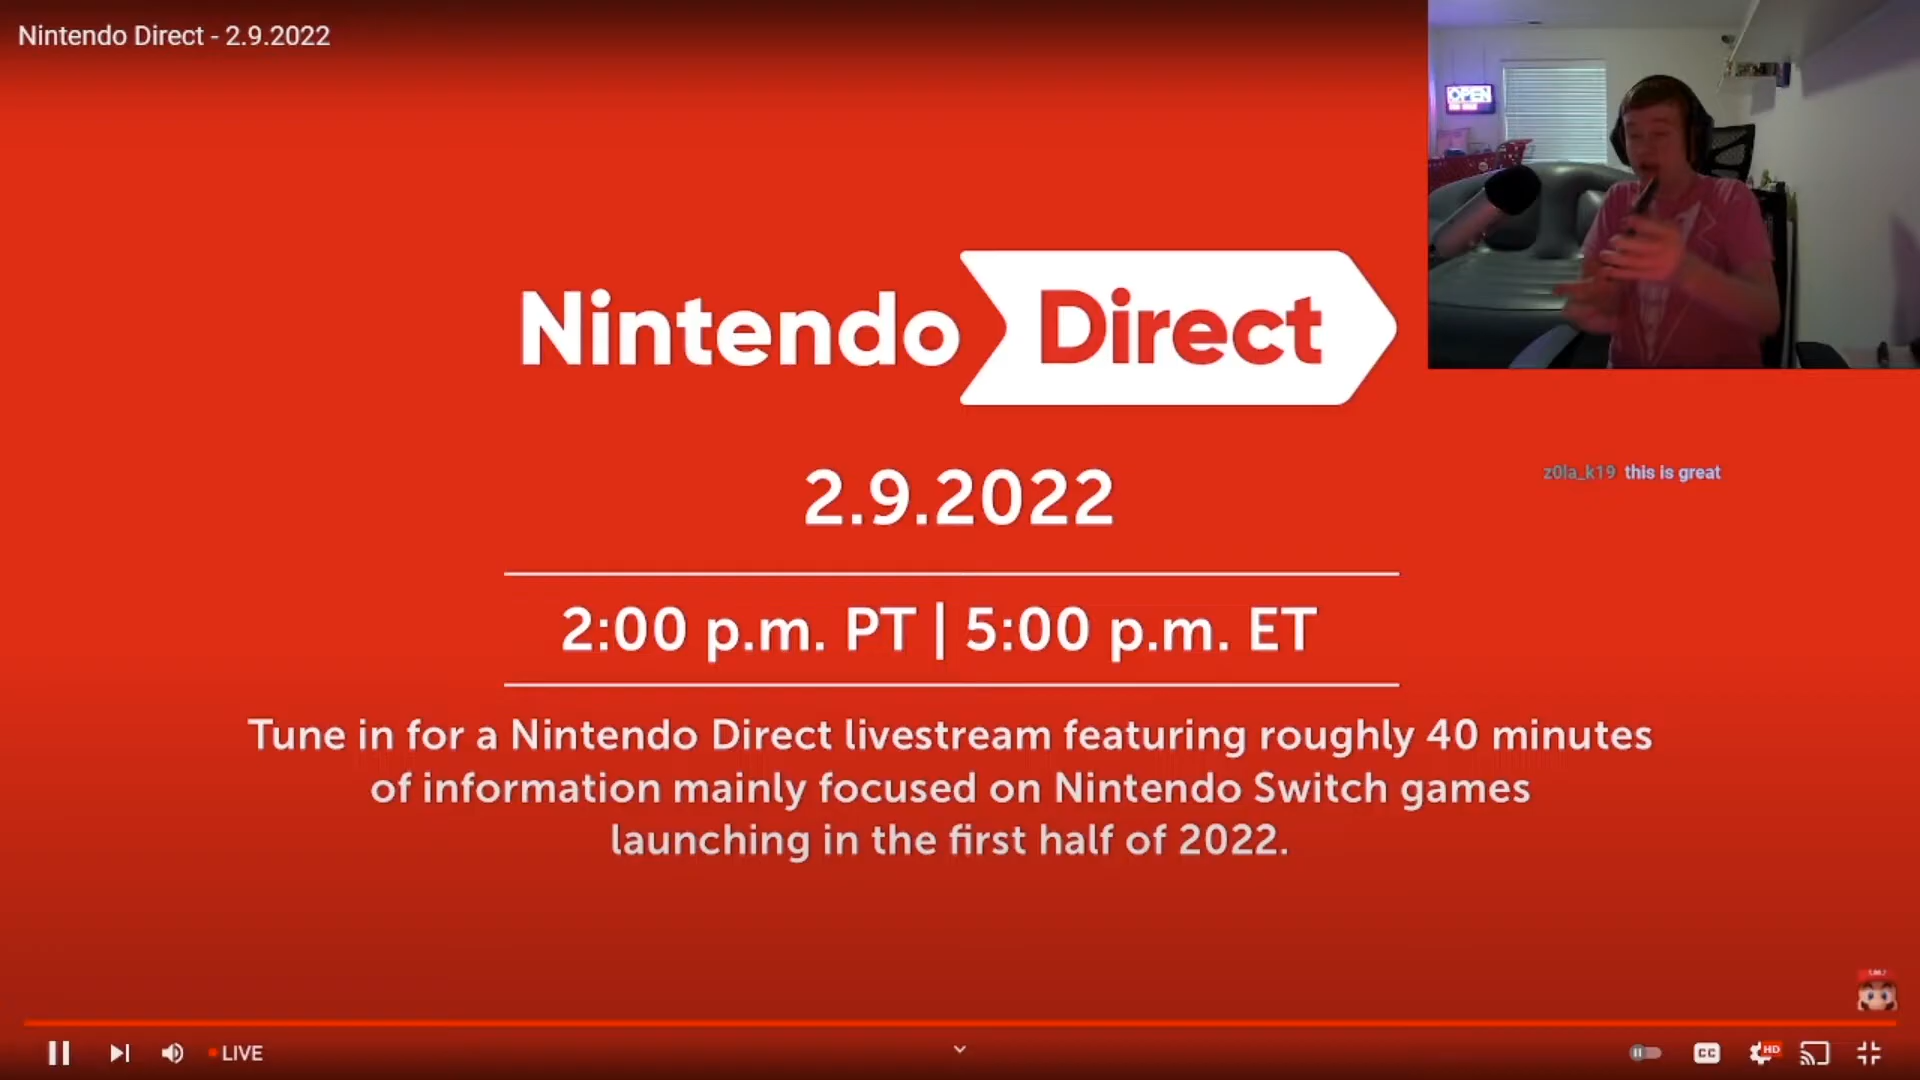 Nintendo Direct - 2.9.2022
OPEN
Nintendo Direct
2.9.2022
z0la_k19 this is great
2:00 p.m. PT | 5:00 p.m. ET
Tune in for a Nintendo Direct livestream featuring roughly 40 minutes
of information mainly focused on Nintendo Switch games
launching in the first half of 2022.
LIVE
CC
HD